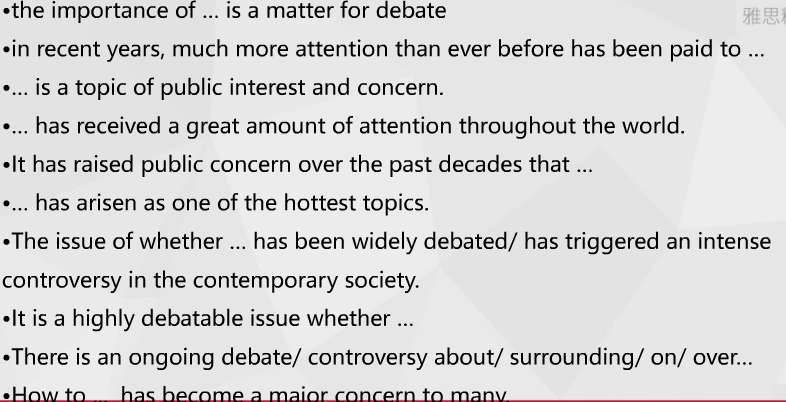 •the importance of ... is a matter for debate
雅思
•in recent years, much more attention than ever before has been paid to ...
•... is a topic of public interest and concern.
•... has received a great amount of attention throughout the world.
•It has raised public concern over the past decades that ...
•... has arisen as one of the hottest topics.
•The issue of whether ... has been widely debated/ has triggered an intense
controversy in the contemporary society.
•It is a highly debatable issue whether ...
•There is an ongoing debate/ controversy about/ surrounding/ on/ over...
•How to ... has become a major concern to many.